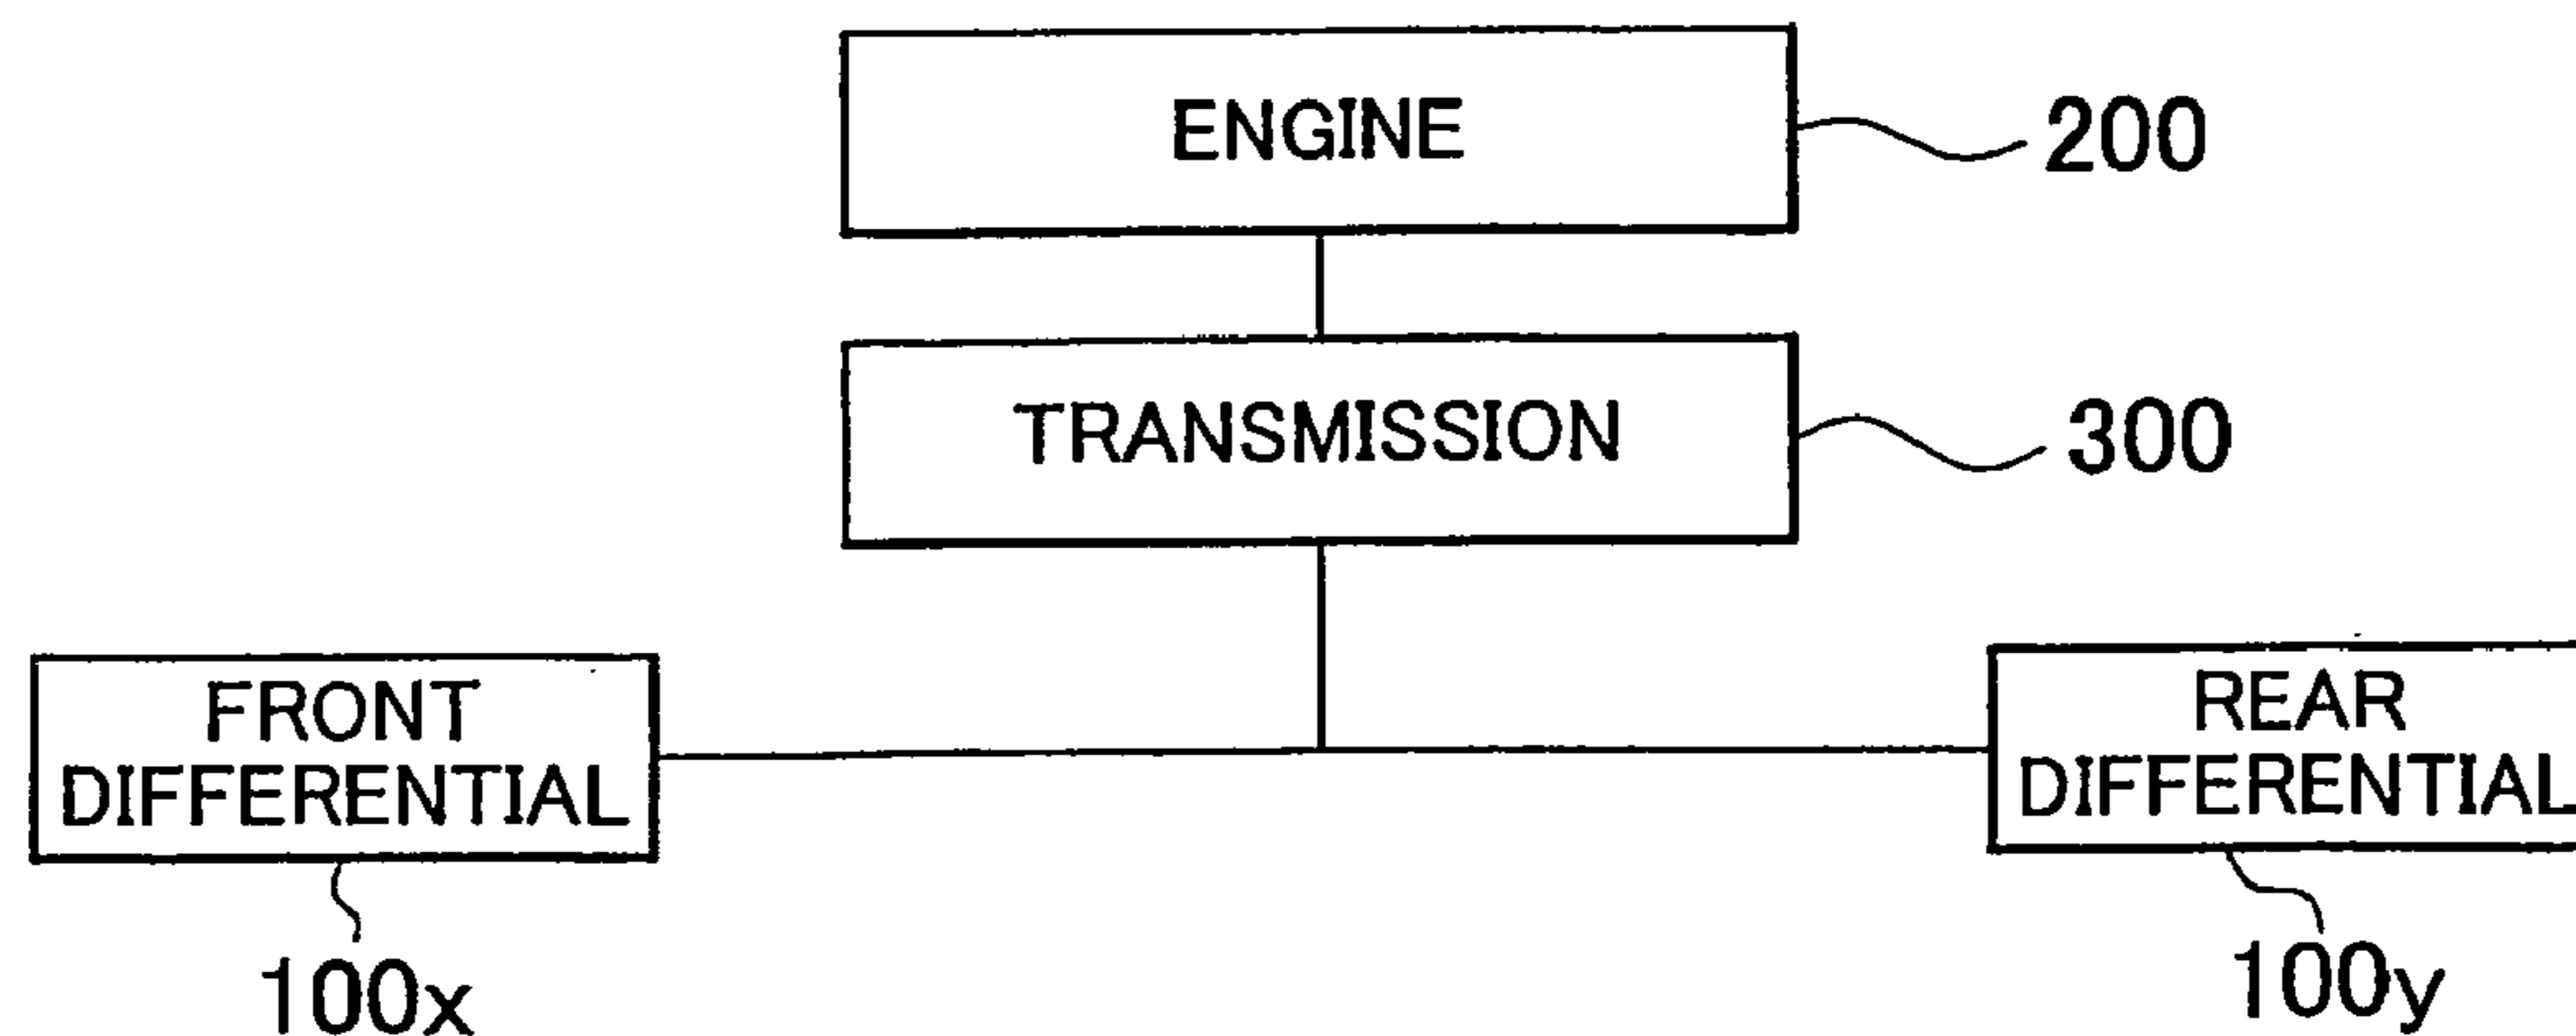 ENGINE
200
TRANSMISSION
300
FRONT
DIFFERENTIAL
REAR
DIFFERENTIAL
100x
100y